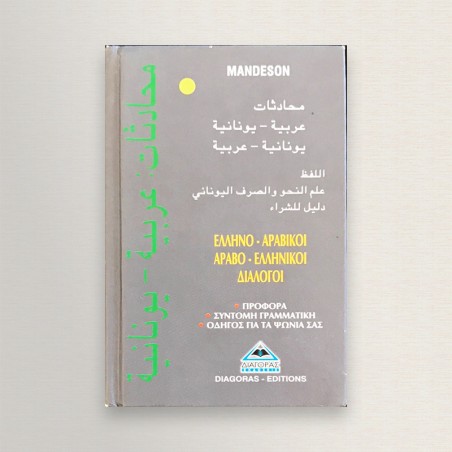 محادثات: عربية - يونانية
MANDESON
محادثات
عربية - يونانية
يونانية - عربية
اللفظ
علم النحو والصرف اليوناني
دليل للشراء
ΕΛΛΗΝΟ - ΑΡΑΒΙΚΟΙ
ΑΡΑΒΟ - ΕΛΛΗΝΙΚΟΙ
ΔΙΑΛΟΓΟΙ
ΠΡΟΦΟΡΑ
ΣΥΝΤΟΜΗ ΓΡΑΜΜΑΤΙΚΗ
ΟΔΗΓΟΣ ΓΙΑ ΤΑ ΨΩΝΙΑ ΣΑΣ
ΔΙΑΓΟΡΑΣ
DIAGORAS - EDITIONS